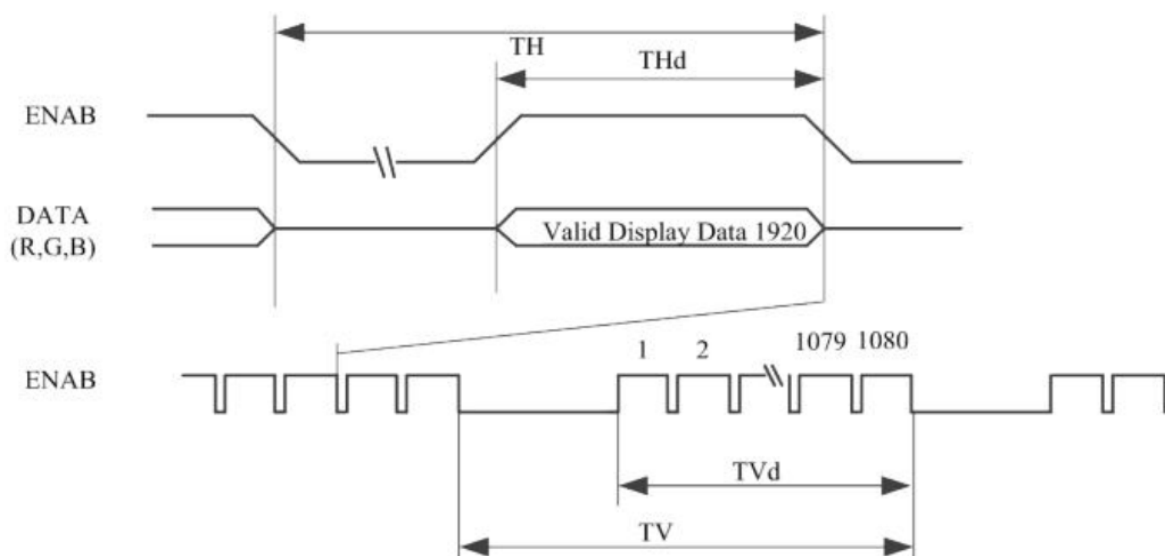 TH
THd
ENAB
DATA
(R,G,B)
Valid Display Data 1920
1 2 1079 1080
ENAB
TVd
TV